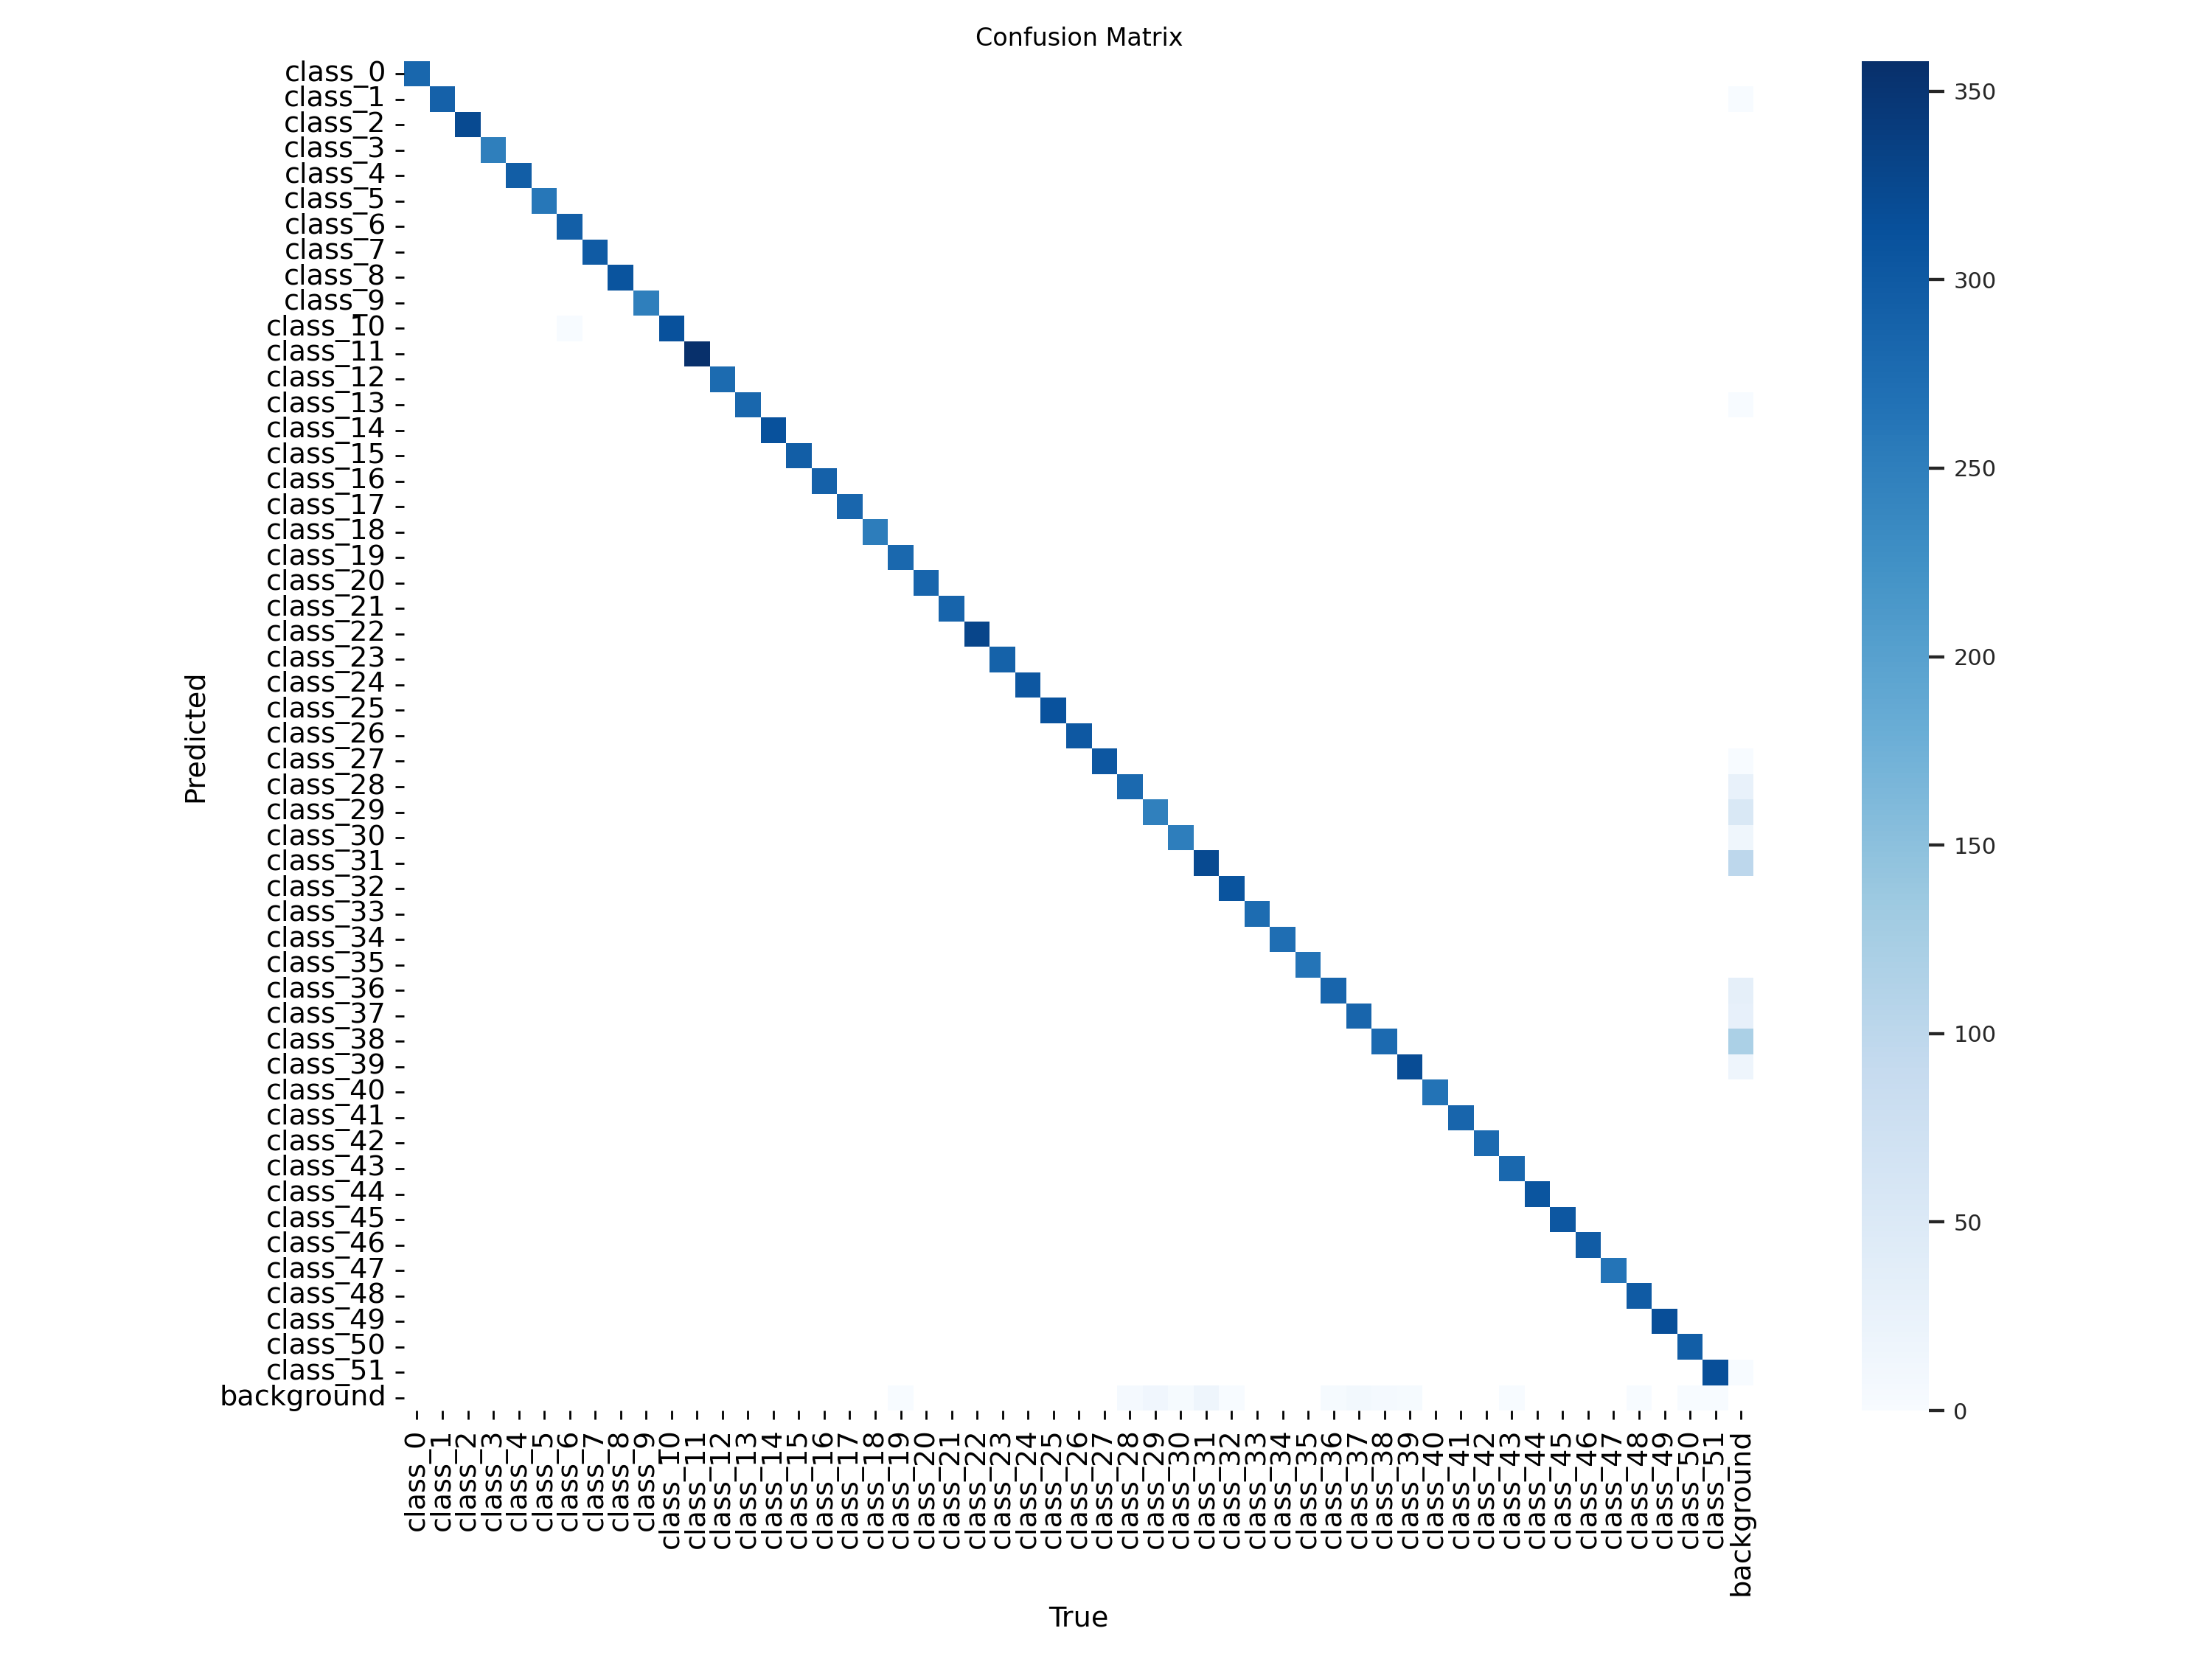 Confusion Matrix
class_0
class_1
class_2
class_3
class_4
class_5
class_6
class_7
class_8
class_9
class_10
class_11
class_12
class_13
class_14
class_15
class_16
class_17
class_18
class_19
class_20
class_21
class_22
class_23
class_24
class_25
class_26
class_27
class_28
class_29
class_30
class_31
class_32
class_33
class_34
class_35
class_36
class_37
class_38
class_39
class_40
class_41
class_42
class_43
class_44
class_45
class_46
class_47
class_48
class_49
class_50
class_51
background
Predicted
class_0
class_1
class_2
class_3
class_4
class_5
class_6
class_7
class_8
class_9
class_10
class_11
class_12
class_13
class_14
class_15
class_16
class_17
class_18
class_19
class_20
class_21
class_22
class_23
class_24
class_25
class_26
class_27
class_28
class_29
class_30
class_31
class_32
class_33
class_34
class_35
class_36
class_37
class_38
class_39
class_40
class_41
class_42
class_43
class_44
class_45
class_46
class_47
class_48
class_49
class_50
class_51
background
True
350
300
250
200
150
100
50
0